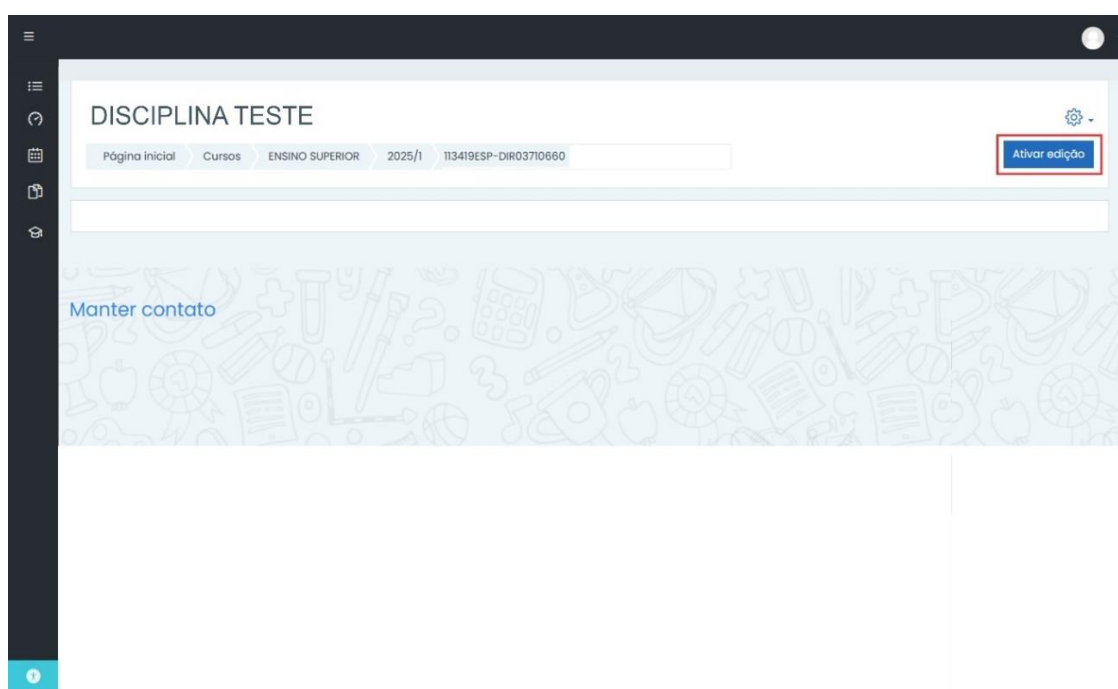 DISCIPLINA TESTE
Página inicial Cursos ENSINO SUPERIOR 2025/1 113419ESP-DIR03710660
Ativar edição
Manter contato